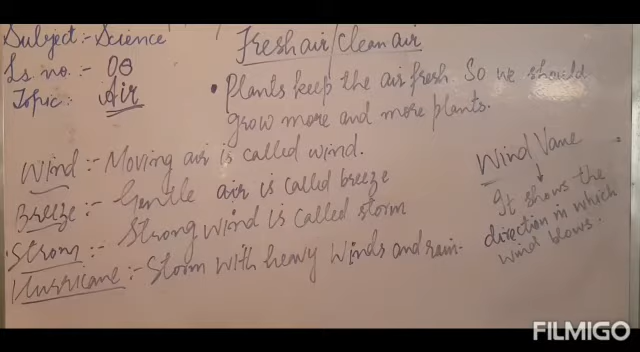 Subject:- Science
Ls no.:- 08
Topic:- Air
Fresh air/Clean air
• Plants keep the air fresh. So we should
grow more and more plants.
Wind:- Moving air is called wind.
Breeze:- Gentle air is called breeze
Strom:- Strong wind is called storm
Hurricane:- Storm with heavy winds and rain-
Wind Vane
It shows the
direction in which
wind blows.
FILMIGO